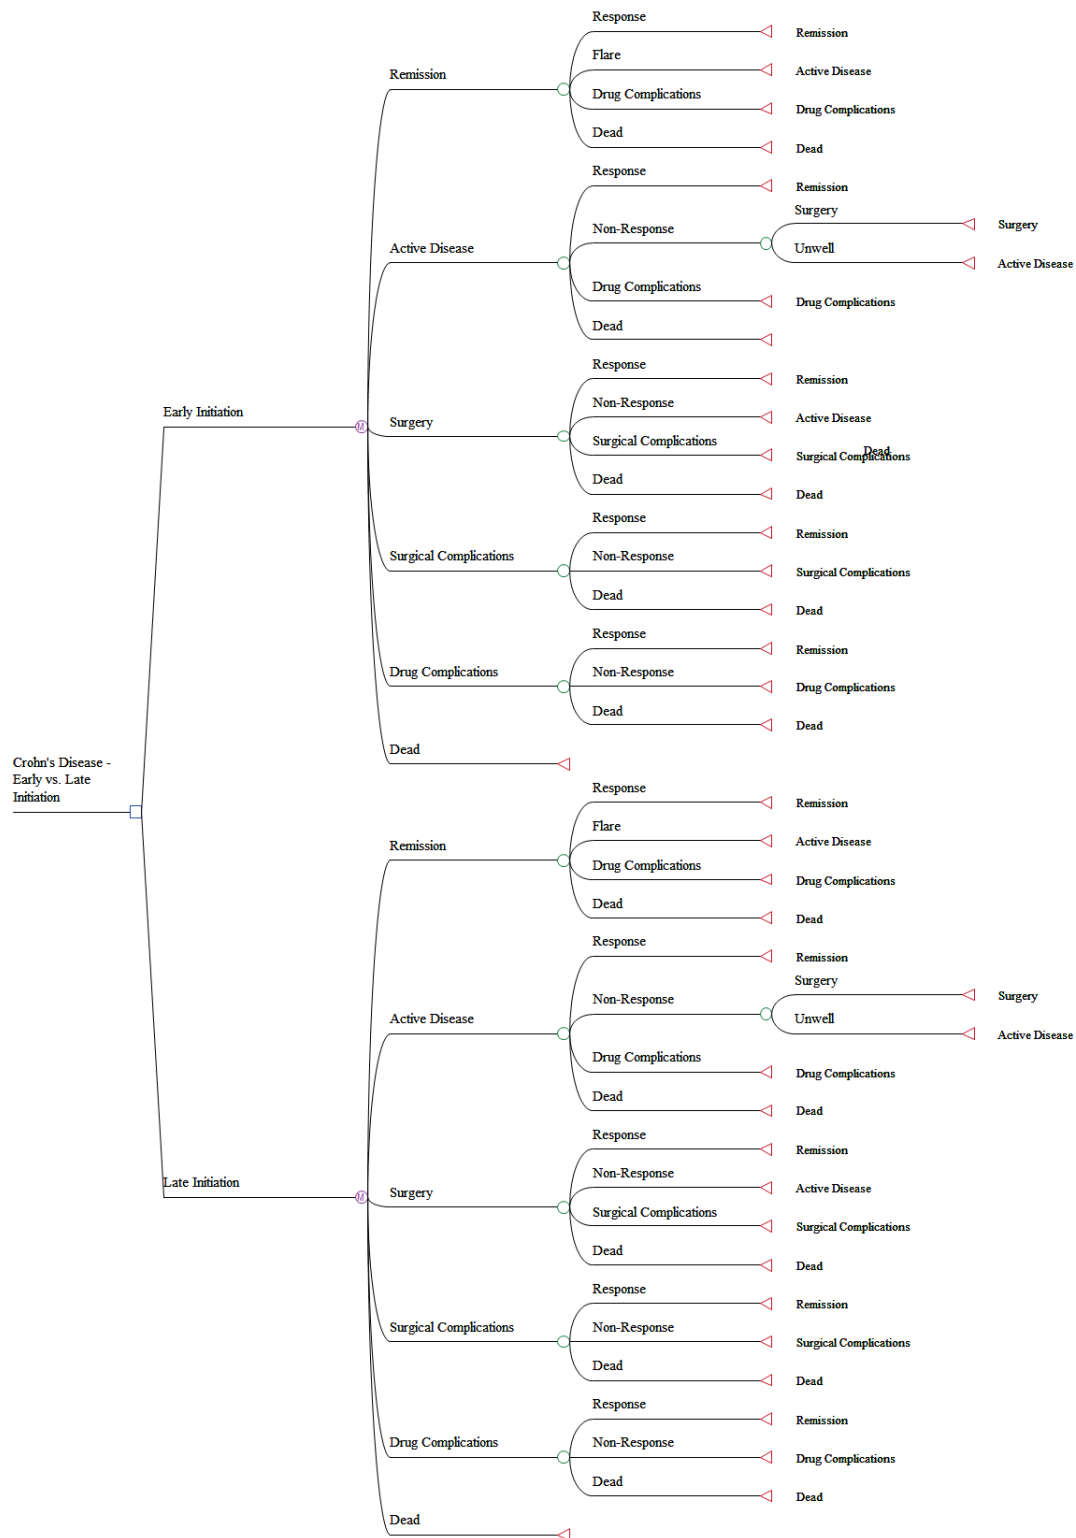 Response
Remission
Flare
Active Disease
Remission
Drug Complications
Drug Complications
Dead
Dead
Response
Remission
Surgery
Surgery
Non-Response
Active Disease
Unwell
Active Disease
Drug Complications
Drug Complications
Dead
Response
Remission
Non-Response
Active Disease
Early Initiation
Surgery
Surgical Complications
Dead
Surgical Complications
Dead
Dead
Response
Remission
Surgical Complications
Non-Response
Surgical Complications
Dead
Dead
Response
Remission
Drug Complications
Non-Response
Drug Complications
Dead
Dead
Dead
Crohn's Disease -
Early vs. Late
Initiation
Response
Remission
Flare
Active Disease
Remission
Drug Complications
Drug Complications
Dead
Dead
Response
Remission
Surgery
Surgery
Non-Response
Active Disease
Unwell
Active Disease
Drug Complications
Drug Complications
Dead
Dead
Response
Remission
Non-Response
Active Disease
Late Initiation
Surgery
Surgical Complications
Surgical Complications
Dead
Dead
Response
Remission
Surgical Complications
Non-Response
Surgical Complications
Dead
Dead
Response
Remission
Drug Complications
Non-Response
Drug Complications
Dead
Dead
Dead
M
M